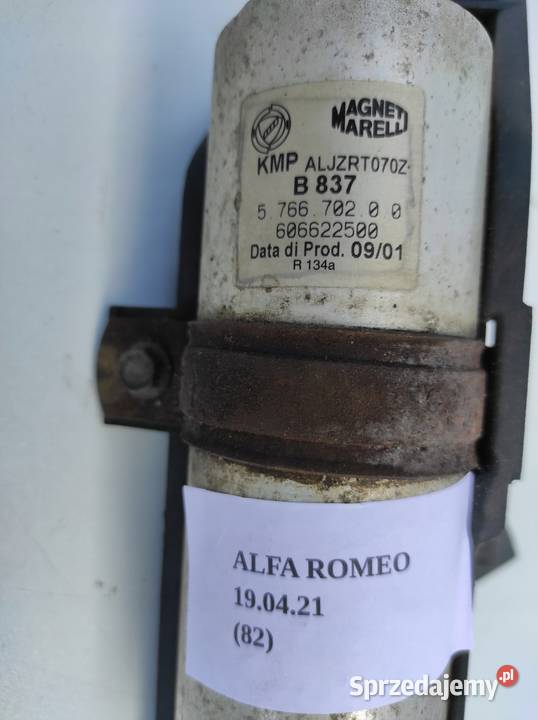 MAGNETI
MARELLI
KMP ALJZRT070Z
B 837
5.766.702.0 0
606622500
Data di Prod. 09/01
R 134a
ALFA ROMEO
19.04.21
(82)
Sprzedajemy.pl